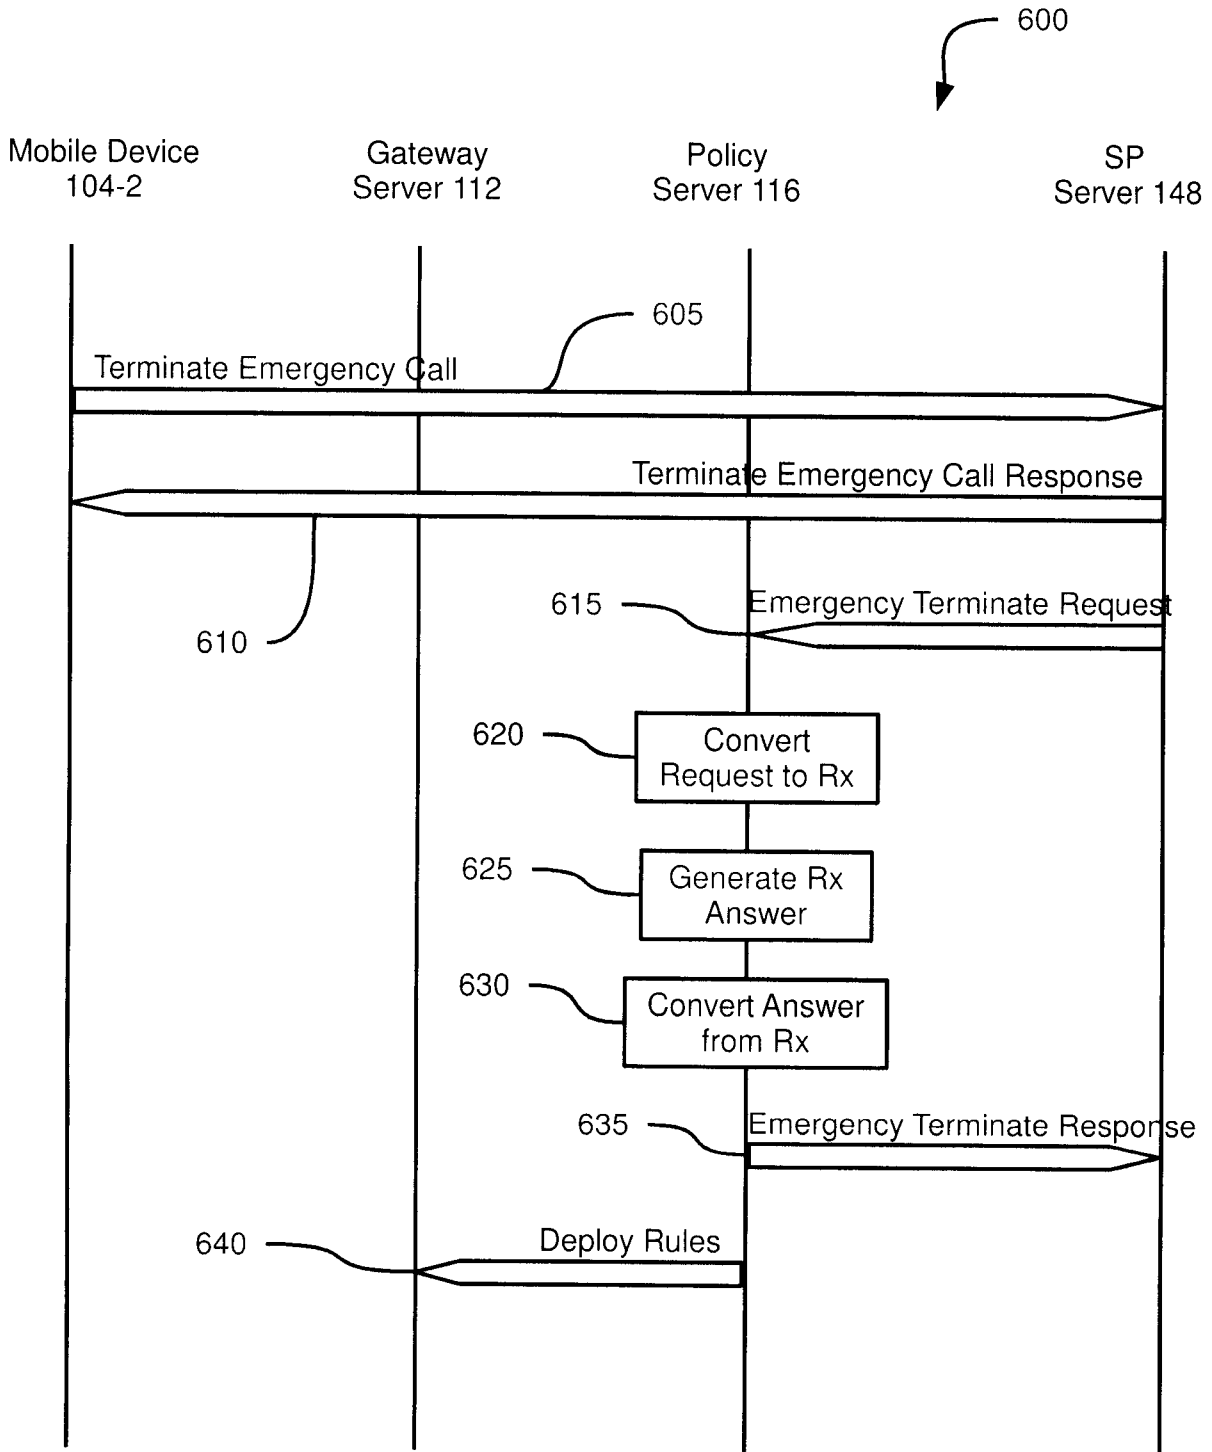 600
Mobile Device
104-2
Gateway
Server 112
Policy
Server 116
SP
Server 148
605
Terminate Emergency Call
Terminate Emergency Call Response
610
615
Emergency Terminate Request
620
Convert
Request to Rx
625
Generate Rx
Answer
630
Convert Answer
from Rx
635
Emergency Terminate Response
640
Deploy Rules